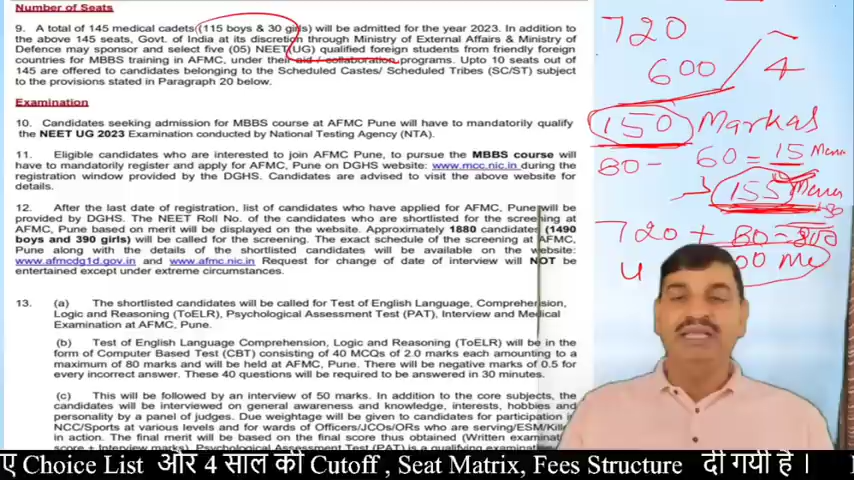 Number of Seats
9. A total of 145 medical cadets (115 boys & 30 girls) will be admitted for the year 2023. In addition to
the above 145 seats, Govt. of India at its discretion through Ministry of External Affairs & Ministry of
Defence may sponsor and select five (05) NEET(UG) qualified foreign students from friendly foreign
countries for MBBS training in AFMC, under their aid / collaboration programs. Upto 10 seats out of
145 are offered to candidates belonging to the Scheduled Castes/ Scheduled Tribes (SC/ST) subject
to the provisions stated in Paragraph 20 below.
Examination
10. Candidates seeking admission for MBBS course at AFMC Pune will have to mandatorily qualify
the NEET UG 2023 Examination conducted by National Testing Agency (NTA).
11. Eligible candidates who are interested to join AFMC Pune, to pursue the MBBS course will
have to mandatorily register and apply for AFMC, Pune on DGHS website: www.mcc.nic.in during the
registration window provided by the DGHS. Candidates are advised to visit the above website for
details.
12. After the last date of registration, list of candidates who have applied for AFMC, Pune will be
provided by DGHS. The NEET Roll No. of the candidates who are shortlisted for the screening at
AFMC, Pune based on merit will be displayed on the website. Approximately 1880 candidates (1490
boys and 390 girls) will be called for the screening. The exact schedule of the screening at AFMC,
Pune along with the details of the shortlisted candidates will be available on the website:
www.afmcdg1d.gov.in and www.afmc.nic.in Request for change of date of interview will NOT be
entertained except under extreme circumstances.
13. (a) The shortlisted candidates will be called for Test of English Language, Comprehension,
Logic and Reasoning (ToELR), Psychological Assessment Test (PAT), Interview and Medical
Examination at AFMC, Pune.
(b) Test of English Language Comprehension, Logic and Reasoning (ToELR) will be in the
form of Computer Based Test (CBT) consisting of 40 MCQs of 2.0 marks each amounting to a
maximum of 80 marks and will be held at AFMC, Pune. There will be negative marks of 0.5 for
every incorrect answer. These 40 questions will be required to be answered in 30 minutes.
(c) This will be followed by an interview of 50 marks. In addition to the core subjects, the
candidates will be interviewed on general awareness and knowledge, interests, hobbies and
personality by a panel of judges. Due weightage will be given to candidates for participation in
NCC/Sports at various levels and for wards of Officers/JCOs/ORs who are serving/ESM/Killed
in action. The final merit will be based on the final score thus obtained (Written examination
score + Interview marks). Psychological Assessment Test (PAT) is a qualifying
720
600 / 4
150 Markas
80 - 60 = 15
155
720 + 80 =
ए Choice List और 4 साल की Cutoff , Seat Matrix, Fees Structure दी गयी है ।